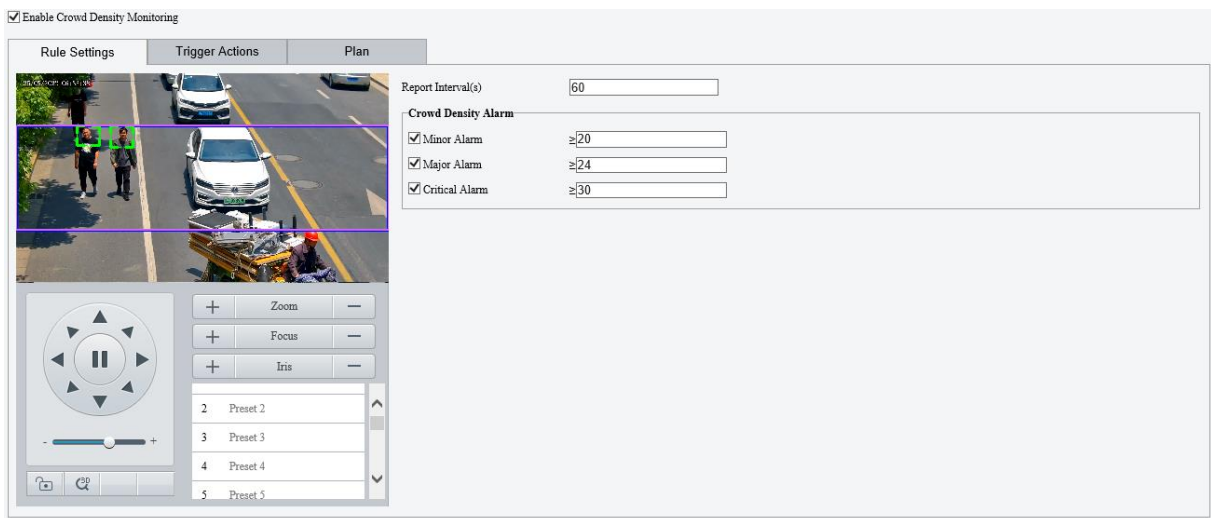 Enable Crowd Density Monitoring
Rule Settings Trigger Actions Plan
Report Interval(s) 60
Crowd Density Alarm
Minor Alarm ≥20
Major Alarm ≥24
Critical Alarm ≥30
+ Zoom −
+ Focus −
+ Iris −
2 Preset 2
3 Preset 3
4 Preset 4
5 Preset 5
- +
3D